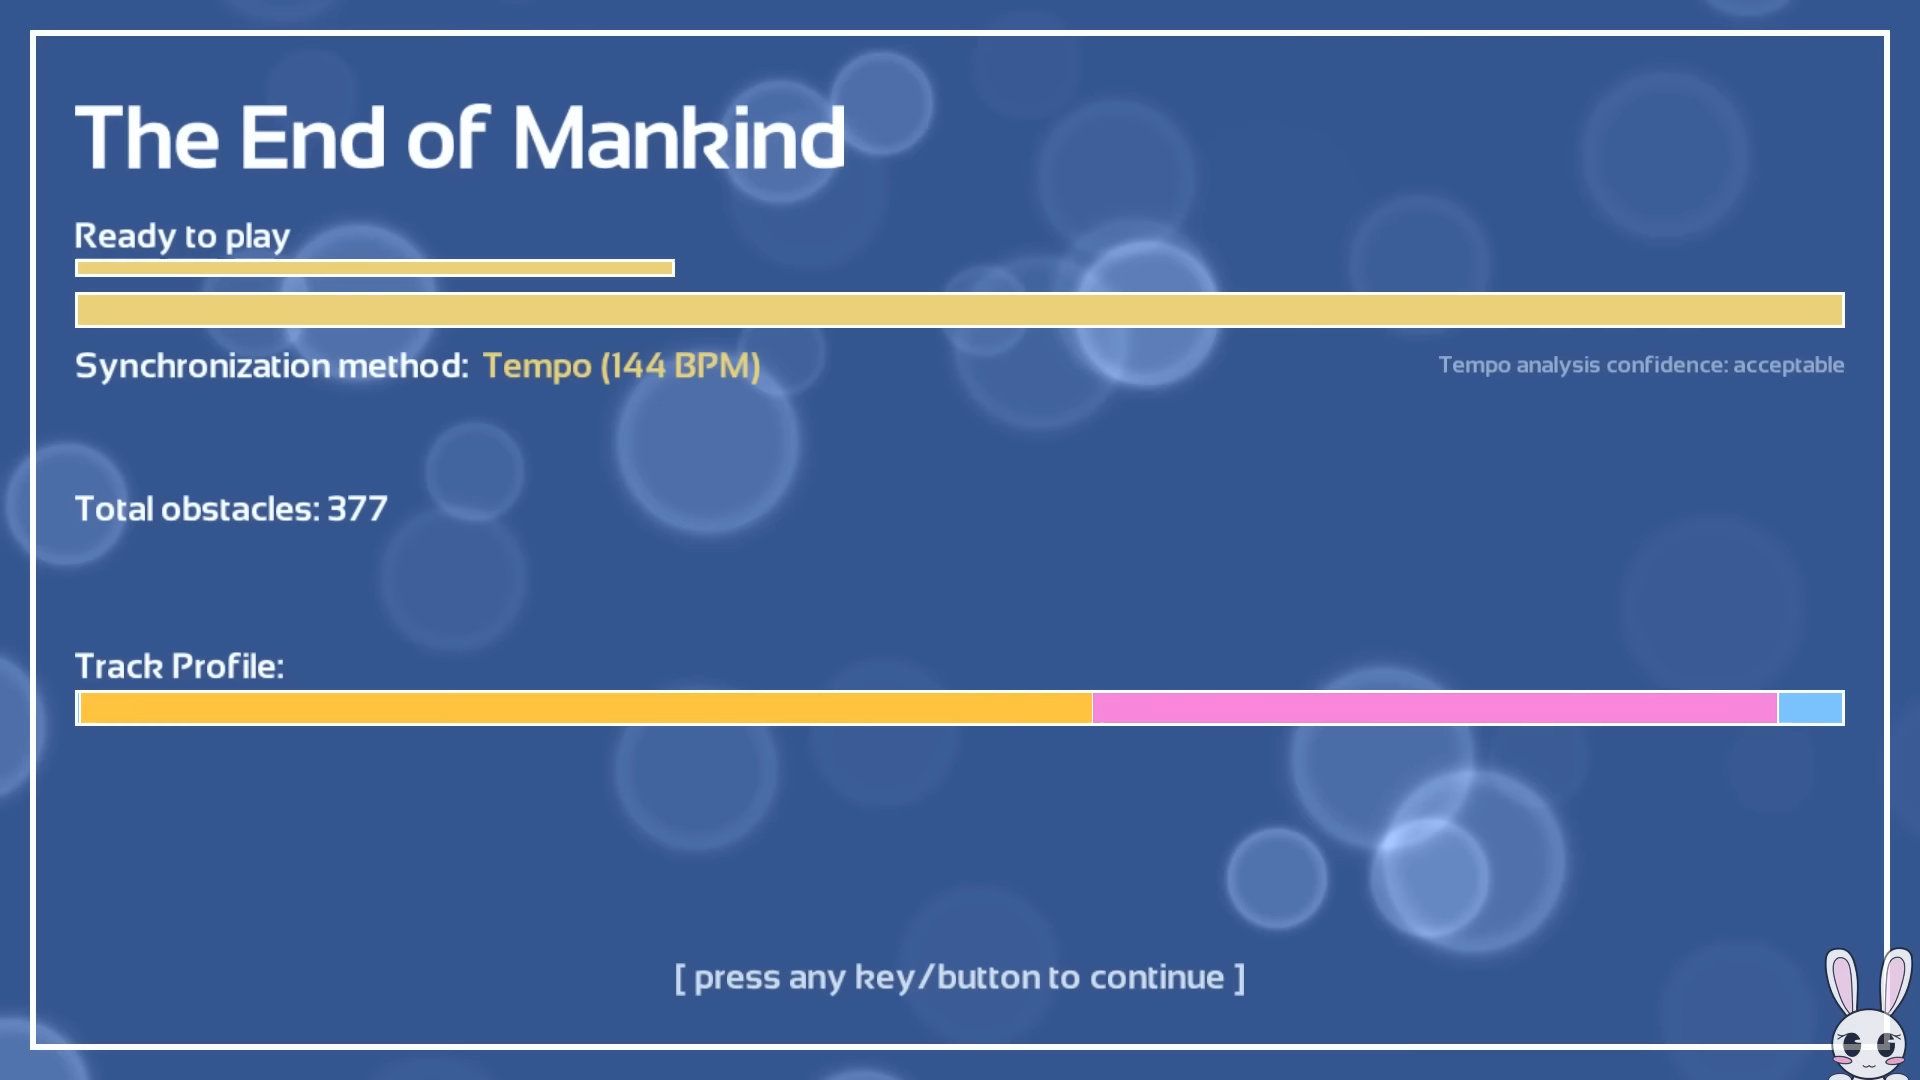 The End of Mankind
Ready to play
Synchronization method: Tempo (144 BPM)
Tempo analysis confidence: acceptable
Total obstacles: 377
Track Profile:
[ press any key/button to continue ]